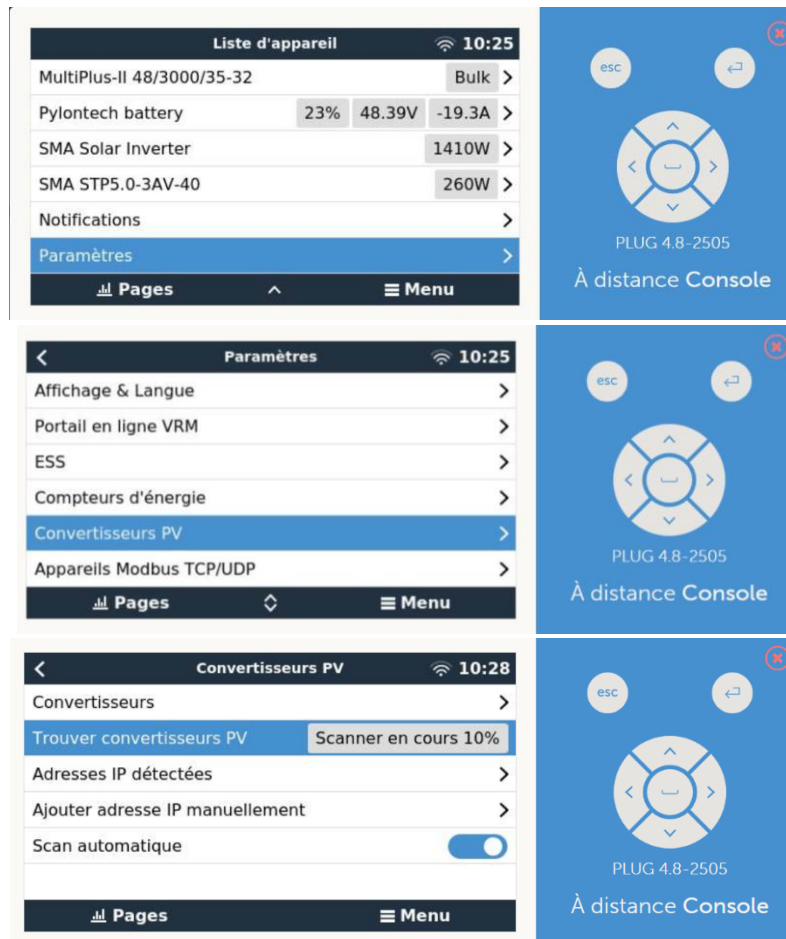 Liste d'appareil 10:25
MultiPlus-II 48/3000/35-32 Bulk
Pylontech battery 23% 48.39V -19.3A
SMA Solar Inverter 1410W
SMA STP5.0-3AV-40 260W
Notifications
Paramètres
Pages Menu
esc
PLUG 4.8-2505
À distance Console
Paramètres 10:25
Affichage & Langue
Portail en ligne VRM
ESS
Compteurs d'énergie
Convertisseurs PV
Appareils Modbus TCP/UDP
Pages Menu
esc
PLUG 4.8-2505
À distance Console
Convertisseurs PV 10:28
Convertisseurs
Trouver convertisseurs PV Scanner en cours 10%
Adresses IP détectées
Ajouter adresse IP manuellement
Scan automatique
Pages Menu
esc
PLUG 4.8-2505
À distance Console